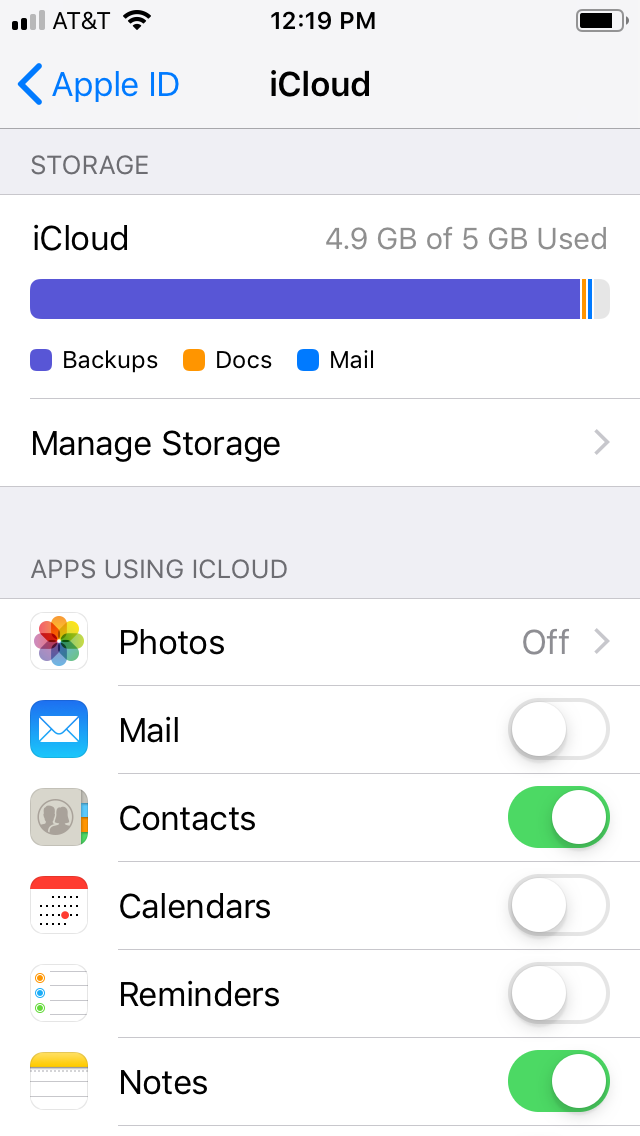 AT&T 12:19 PM
Apple ID iCloud
STORAGE
iCloud 4.9 GB of 5 GB Used
Backups Docs Mail
Manage Storage
APPS USING ICLOUD
Photos Off
Mail
Contacts
Calendars
Reminders
Notes